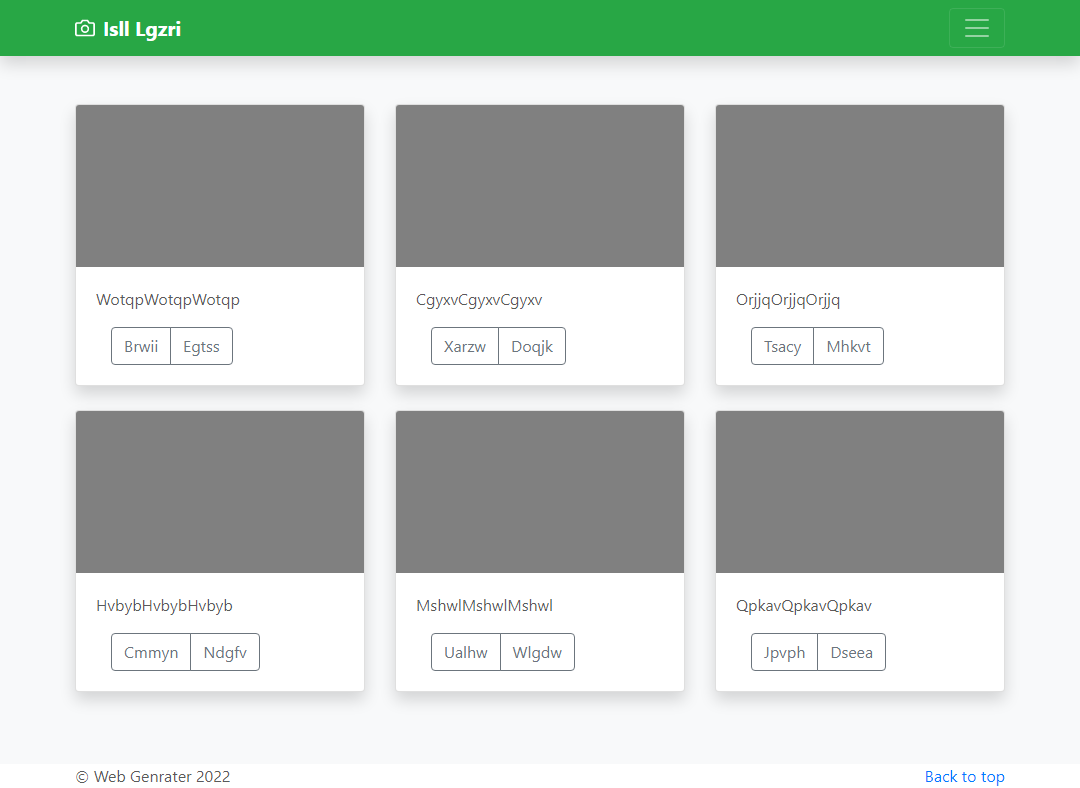 Isll Lgzri
WotqpWotqpWotqp
Brwii Egtss
CgyxvCgyxvCgyxv
Xarzw Doqjk
OrjjqOrjjqOrjjq
Tsacy Mhkvt
HvbybHvbybHvbyb
Cmmyn Ndgfv
MshwlMshwlMshwl
Ualhw Wlgdw
QpkavQpkavQpkav
Jpvph Dseea
© Web Genrater 2022
Back to top